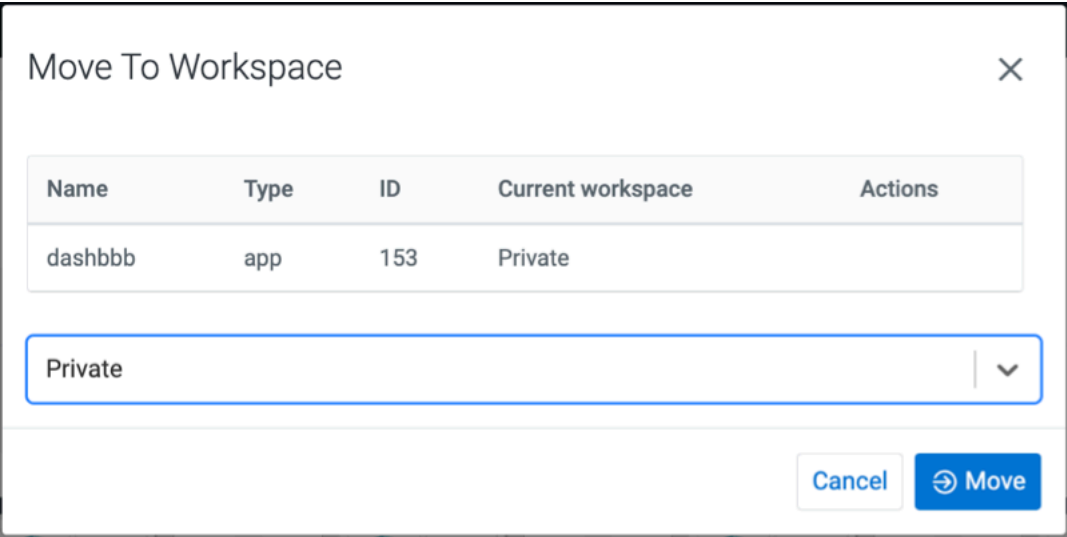 Move To Workspace
Name Type ID Current workspace Actions
dashbbb app 153 Private
Private
Cancel Move